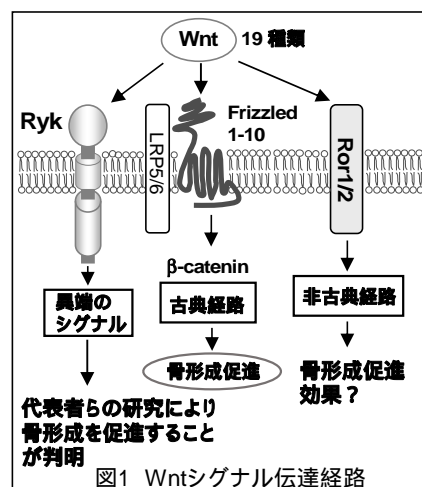 Wnt 19 種類
Ryk
LRP5/6
Frizzled
1-10
Ror1/2
β-catenin
異端の
シグナル
古典経路
非古典経路
骨形成促進
骨形成促進
効果？
代表者らの研究により
骨形成を促進すること
が判明
図1 Wntシグナル伝達経路